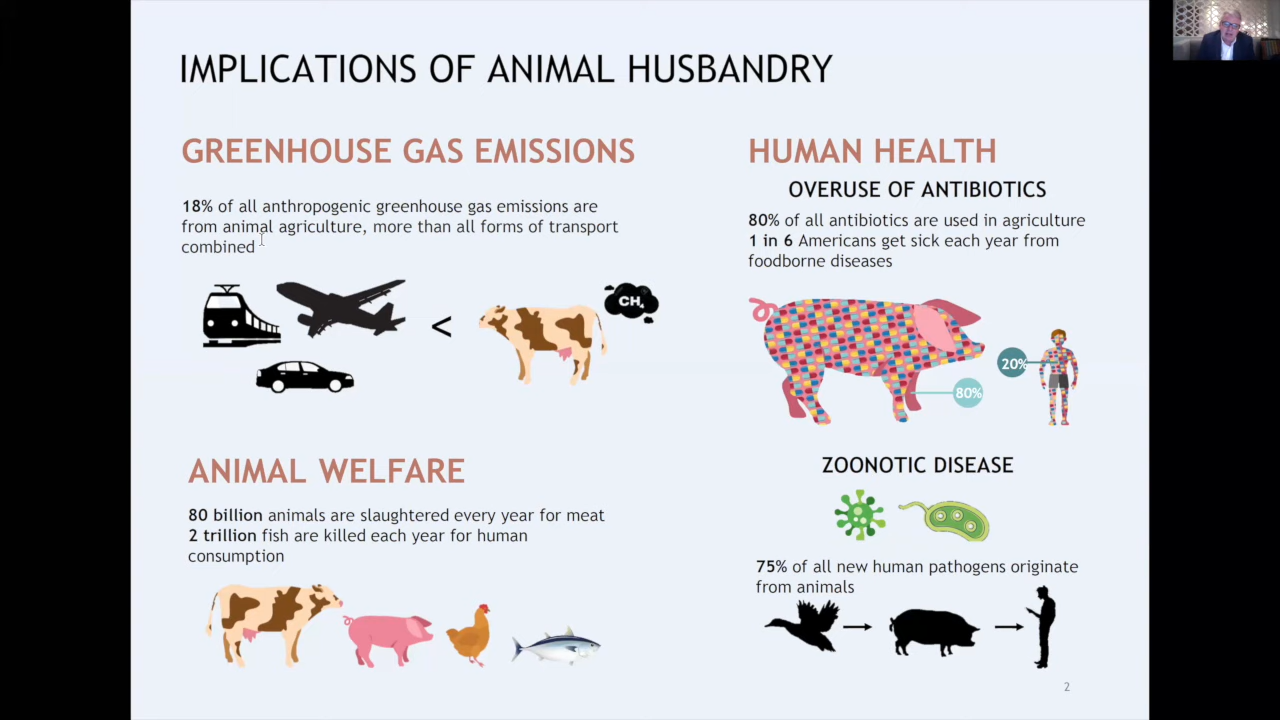 IMPLICATIONS OF ANIMAL HUSBANDRY
GREENHOUSE GAS EMISSIONS
18% of all anthropogenic greenhouse gas emissions are
from animal agriculture, more than all forms of transport
combined
<
CH₄
ANIMAL WELFARE
80 billion animals are slaughtered every year for meat
2 trillion fish are killed each year for human
consumption
HUMAN HEALTH
OVERUSE OF ANTIBIOTICS
80% of all antibiotics are used in agriculture
1 in 6 Americans get sick each year from
foodborne diseases
20%
80%
ZOONOTIC DISEASE
75% of all new human pathogens originate
from animals
2